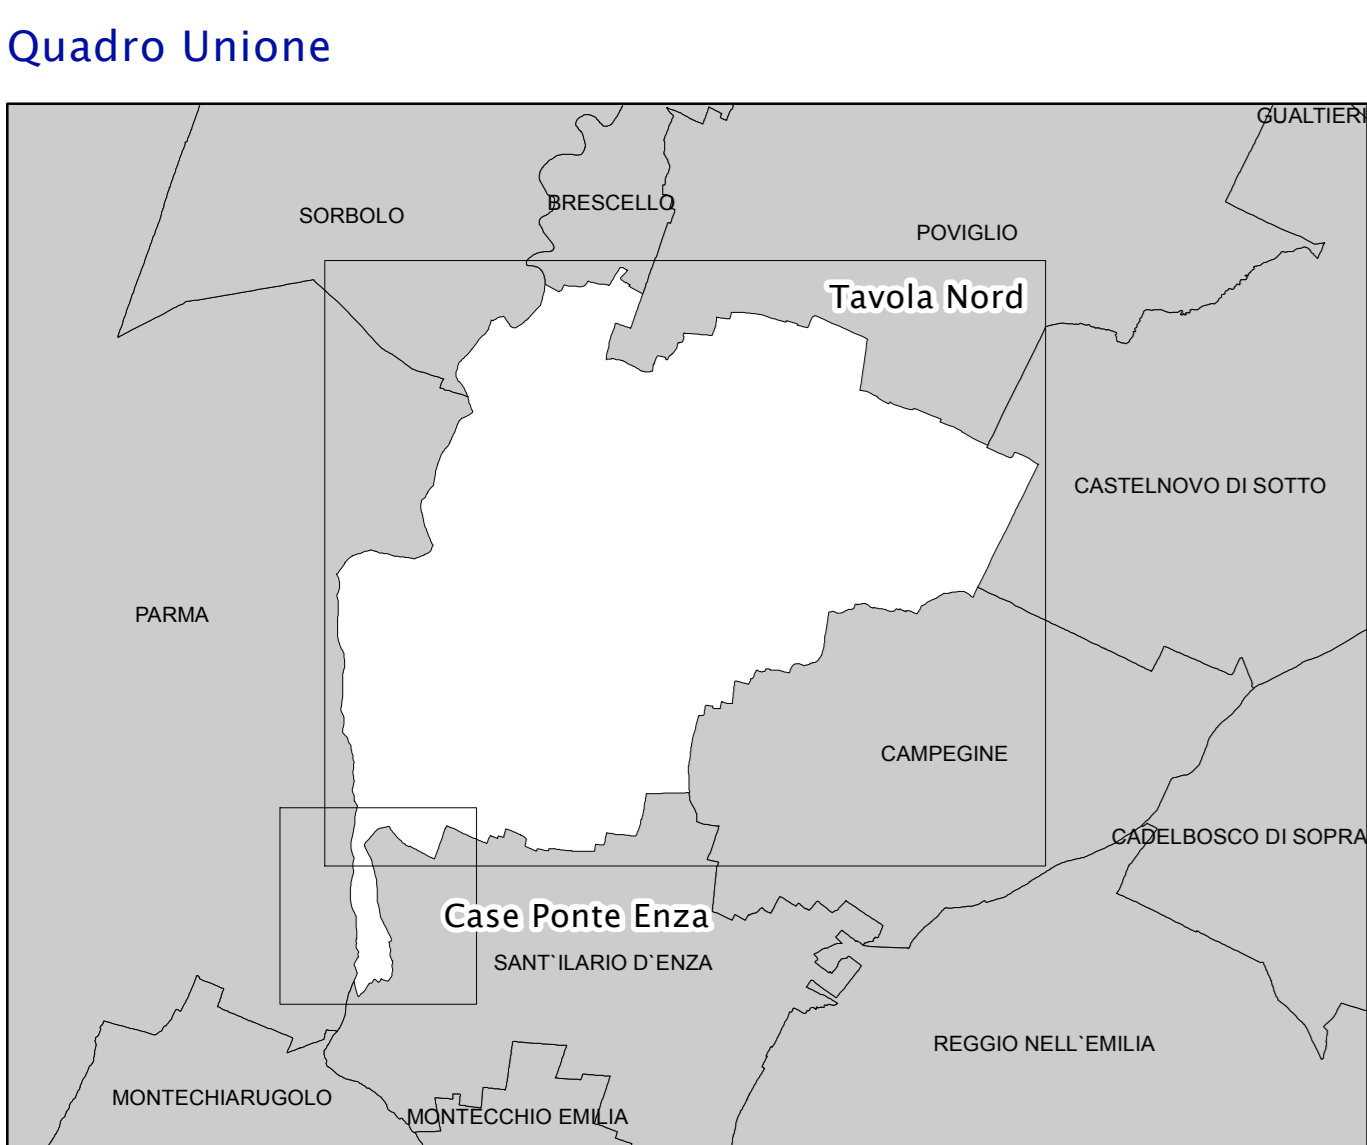 Quadro Unione
GUALTIERI
BRESCELLO
SORBOLO
POVIGLIO
Tavola Nord
CASTELNOVO DI SOTTO
PARMA
CAMPEGINE
CADELBOSCO DI SOPRA
Case Ponte Enza
SANT`ILARIO D`ENZA
REGGIO NELL`EMILIA
MONTECHIARUGOLO
MONTECCHIO EMILIA